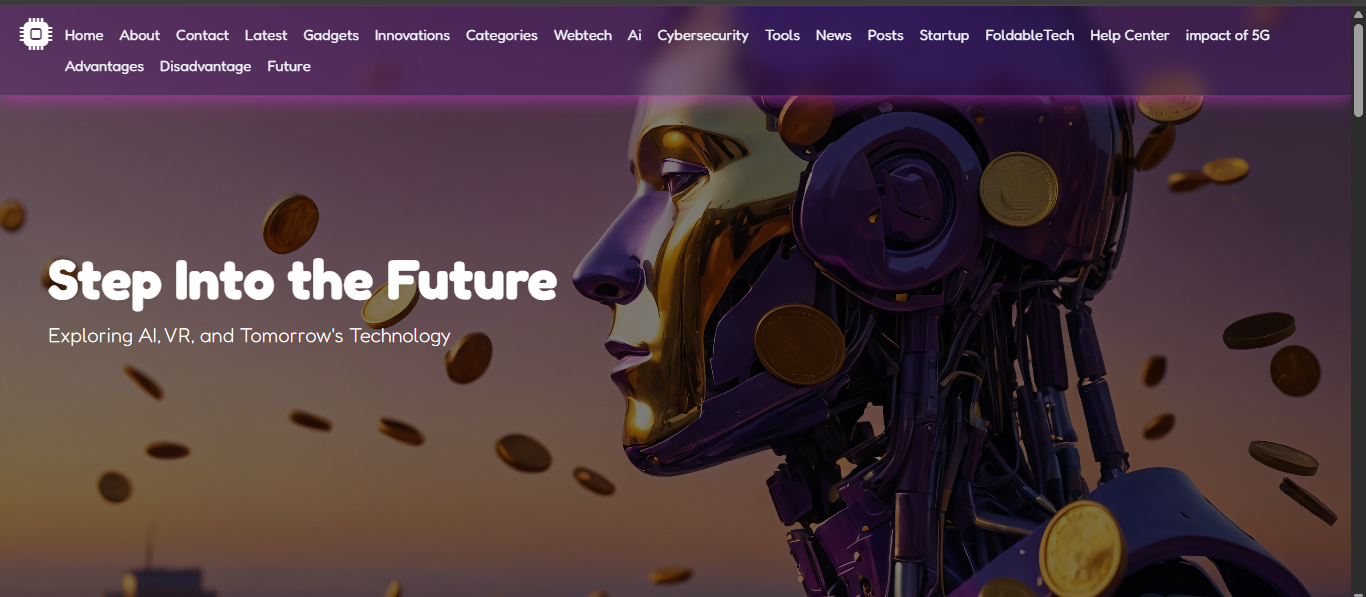 Home About Contact Latest Gadgets Innovations Categories Webtech Ai Cybersecurity Tools News Posts Startup FoldableTech Help Center impact of 5G
Advantages Disadvantage Future
Step Into the Future
Exploring AI, VR, and Tomorrow's Technology